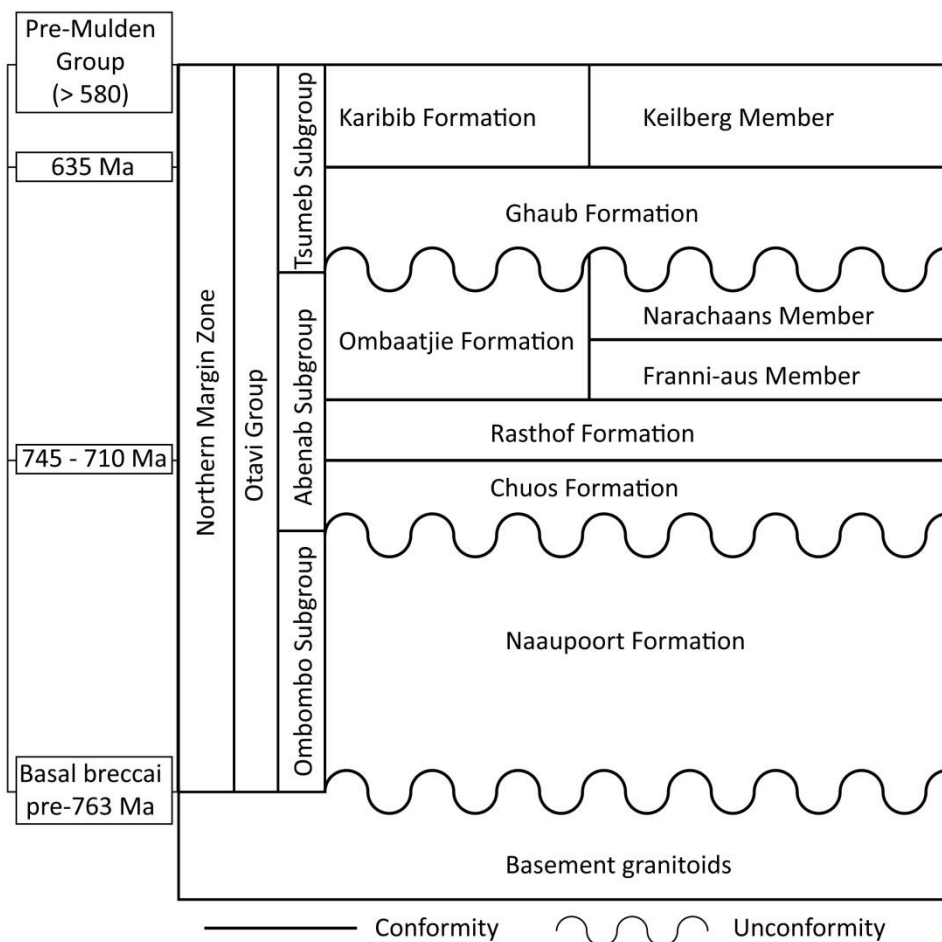 Pre-Mulden
Group
(> 580)
635 Ma
745 - 710 Ma
Basal breccai
pre-763 Ma
Northern Margin Zone
Otavi Group
Tsumeb Subgroup
Abenab Subgroup
Ombombo Subgroup
Karibib Formation
Keilberg Member
Ghaub Formation
Ombaatjie Formation
Narachaans Member
Franni-aus Member
Rasthof Formation
Chuos Formation
Naaupoort Formation
Basement granitoids
Conformity
Unconformity